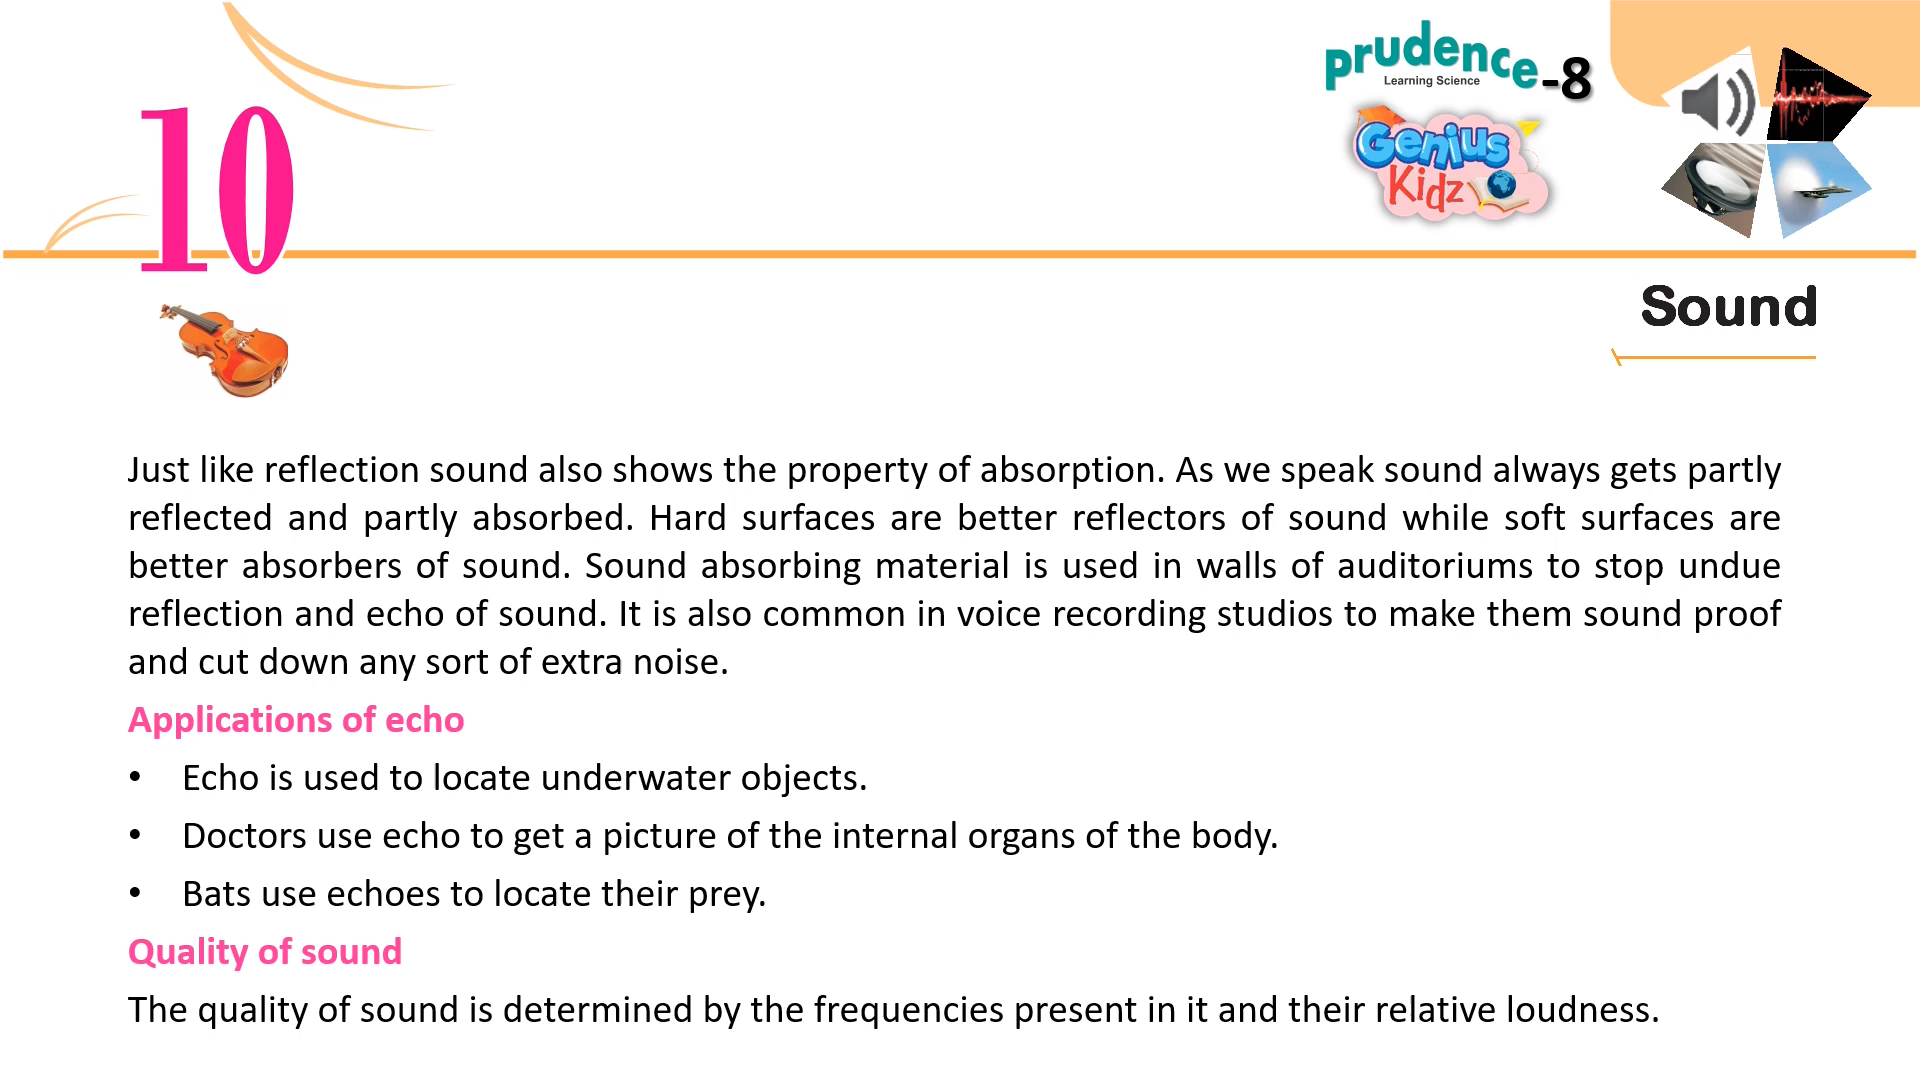 prudence-8
Learning Science
Genius
Kidz
10
Sound
Just like reflection sound also shows the property of absorption. As we speak sound always gets partly
reflected and partly absorbed. Hard surfaces are better reflectors of sound while soft surfaces are
better absorbers of sound. Sound absorbing material is used in walls of auditoriums to stop undue
reflection and echo of sound. It is also common in voice recording studios to make them sound proof
and cut down any sort of extra noise.
Applications of echo
• Echo is used to locate underwater objects.
• Doctors use echo to get a picture of the internal organs of the body.
• Bats use echoes to locate their prey.
Quality of sound
The quality of sound is determined by the frequencies present in it and their relative loudness.